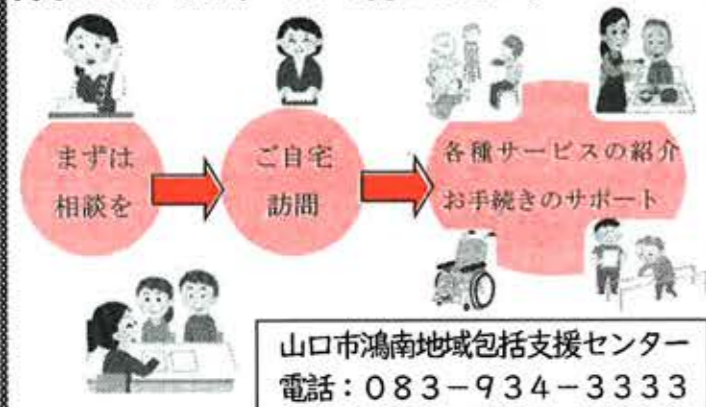 まずは
相談を
ご自宅
訪問
各種サービスの紹介
お手続きのサポート
山口市鴻南地域包括支援センター
電話：083－934－3333